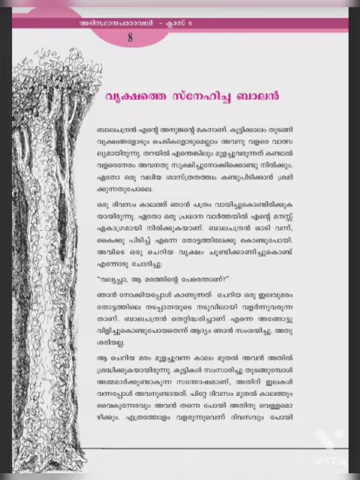 അടിസ്ഥാനപാഠാവലി - ക്ലാസ് 5
8
വൃക്ഷത്തെ സ്നേഹിച്ച ബാലൻ
ബാലചന്ദ്രൻ എന്റെ അനുജന്റെ മകനാണ്. കുട്ടിക്കാലം തുടങ്ങി
വൃക്ഷങ്ങളോടും ചെടികളോടുമെല്ലാം അവനു വളരെ വാത്സ
ല്യമായിരുന്നു. തറയിൽ എന്തെങ്കിലും മുളച്ചുവരുന്നത് കണ്ടാൽ
വളരെനേരം അവനതു സൂക്ഷിച്ചുനോക്കിക്കൊണ്ടു നിൽക്കും.
ഏതോ ഒരു വലിയ ശാസ്ത്രതത്ത്വം കണ്ടുപിടിക്കാൻ ശ്രമി
ക്കുന്നതുപോലെ.
ഒരു ദിവസം കാലത്ത് ഞാൻ പത്രം വായിച്ചുകൊണ്ടിരിക്കുക
യായിരുന്നു. ഏതോ ഒരു പ്രധാന വാർത്തയിൽ എന്റെ മനസ്സ്
ഏകാഗ്രമായി നിൽക്കുകയാണ്. ബാലചന്ദ്രൻ ഓടി വന്ന്,
കൈക്കു പിടിച്ച് എന്നെ തോട്ടത്തിലേക്കു കൊണ്ടുപോയി.
അവിടെ ഒരു ചെറിയ വൃക്ഷം ചൂണ്ടിക്കാണിച്ചുകൊണ്ട്
എന്നോടു ചോദിച്ചു:
"വല്യച്ഛാ, ആ മരത്തിന്റെ പേരെന്താണ്?"
ഞാൻ നോക്കിയപ്പോൾ കാണുന്നത് ചെറിയ ഒരു ഇലവുമരം
തോട്ടത്തിലെ നടപ്പാതയുടെ നടുവിലായി വളർന്നുവരുന്ന
താണ്. ബാലചന്ദ്രൻ തെറ്റിദ്ധരിച്ചാണ് എന്നെ അങ്ങോട്ടു
വിളിച്ചുകൊണ്ടുപോയതെന്ന് ആദ്യം ഞാൻ സംശയിച്ചു. അതു
ശരിയല്ല.
ആ ചെറിയ മരം മുളച്ചുവന്ന കാലം മുതൽ അവൻ അതിൽ
ശ്രദ്ധിക്കുകയായിരുന്നു. കുട്ടികൾ സംസാരിച്ചു തുടങ്ങുമ്പോൾ
അമ്മമാർക്കുണ്ടാകുന്ന സന്തോഷമാണ്, അതിന് ഇലകൾ
വന്നപ്പോൾ അവനുണ്ടായത്. പിറ്റേ ദിവസം മുതൽ കാലത്തും
വൈകുന്നേരവും അവൻ തന്നെ പോയി അതിനു വെള്ളമൊ
ഴിക്കും. എത്രത്തോളം വളരുന്നുവെന്ന് ദിവസവും പോയി
VITA